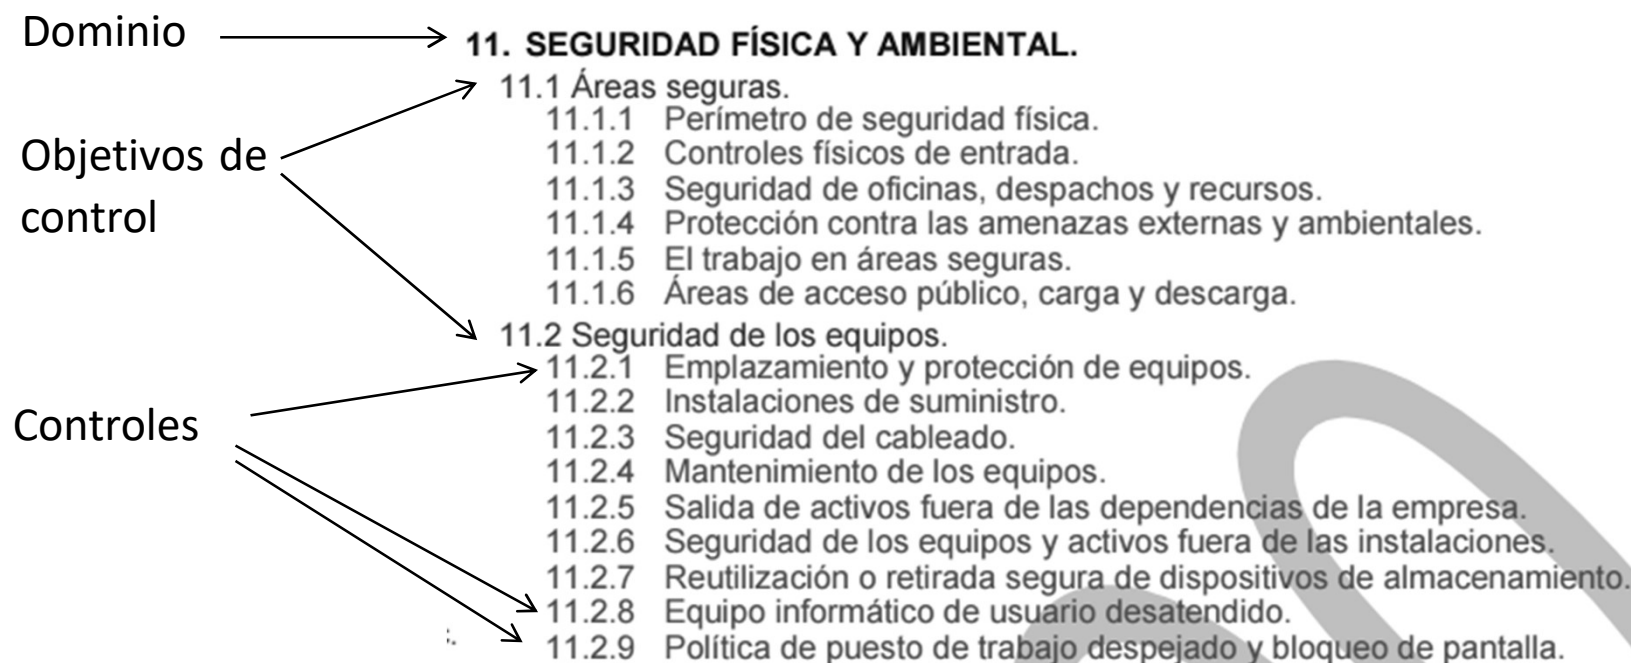 Dominio
11. SEGURIDAD FÍSICA Y AMBIENTAL.
11.1 Áreas seguras.
11.1.1 Perímetro de seguridad física.
11.1.2 Controles físicos de entrada.
Objetivos de
control
11.1.3 Seguridad de oficinas, despachos y recursos.
11.1.4 Protección contra las amenazas externas y ambientales.
11.1.5 El trabajo en áreas seguras.
11.1.6 Áreas de acceso público, carga y descarga.
11.2 Seguridad de los equipos.
Controles
11.2.1 Emplazamiento y protección de equipos.
11.2.2 Instalaciones de suministro.
11.2.3 Seguridad del cableado.
11.2.4 Mantenimiento de los equipos.
11.2.5 Salida de activos fuera de las dependencias de la empresa.
11.2.6 Seguridad de los equipos y activos fuera de las instalaciones.
11.2.7 Reutilización o retirada segura de dispositivos de almacenamiento.
11.2.8 Equipo informático de usuario desatendido.
11.2.9 Política de puesto de trabajo despejado y bloqueo de pantalla.